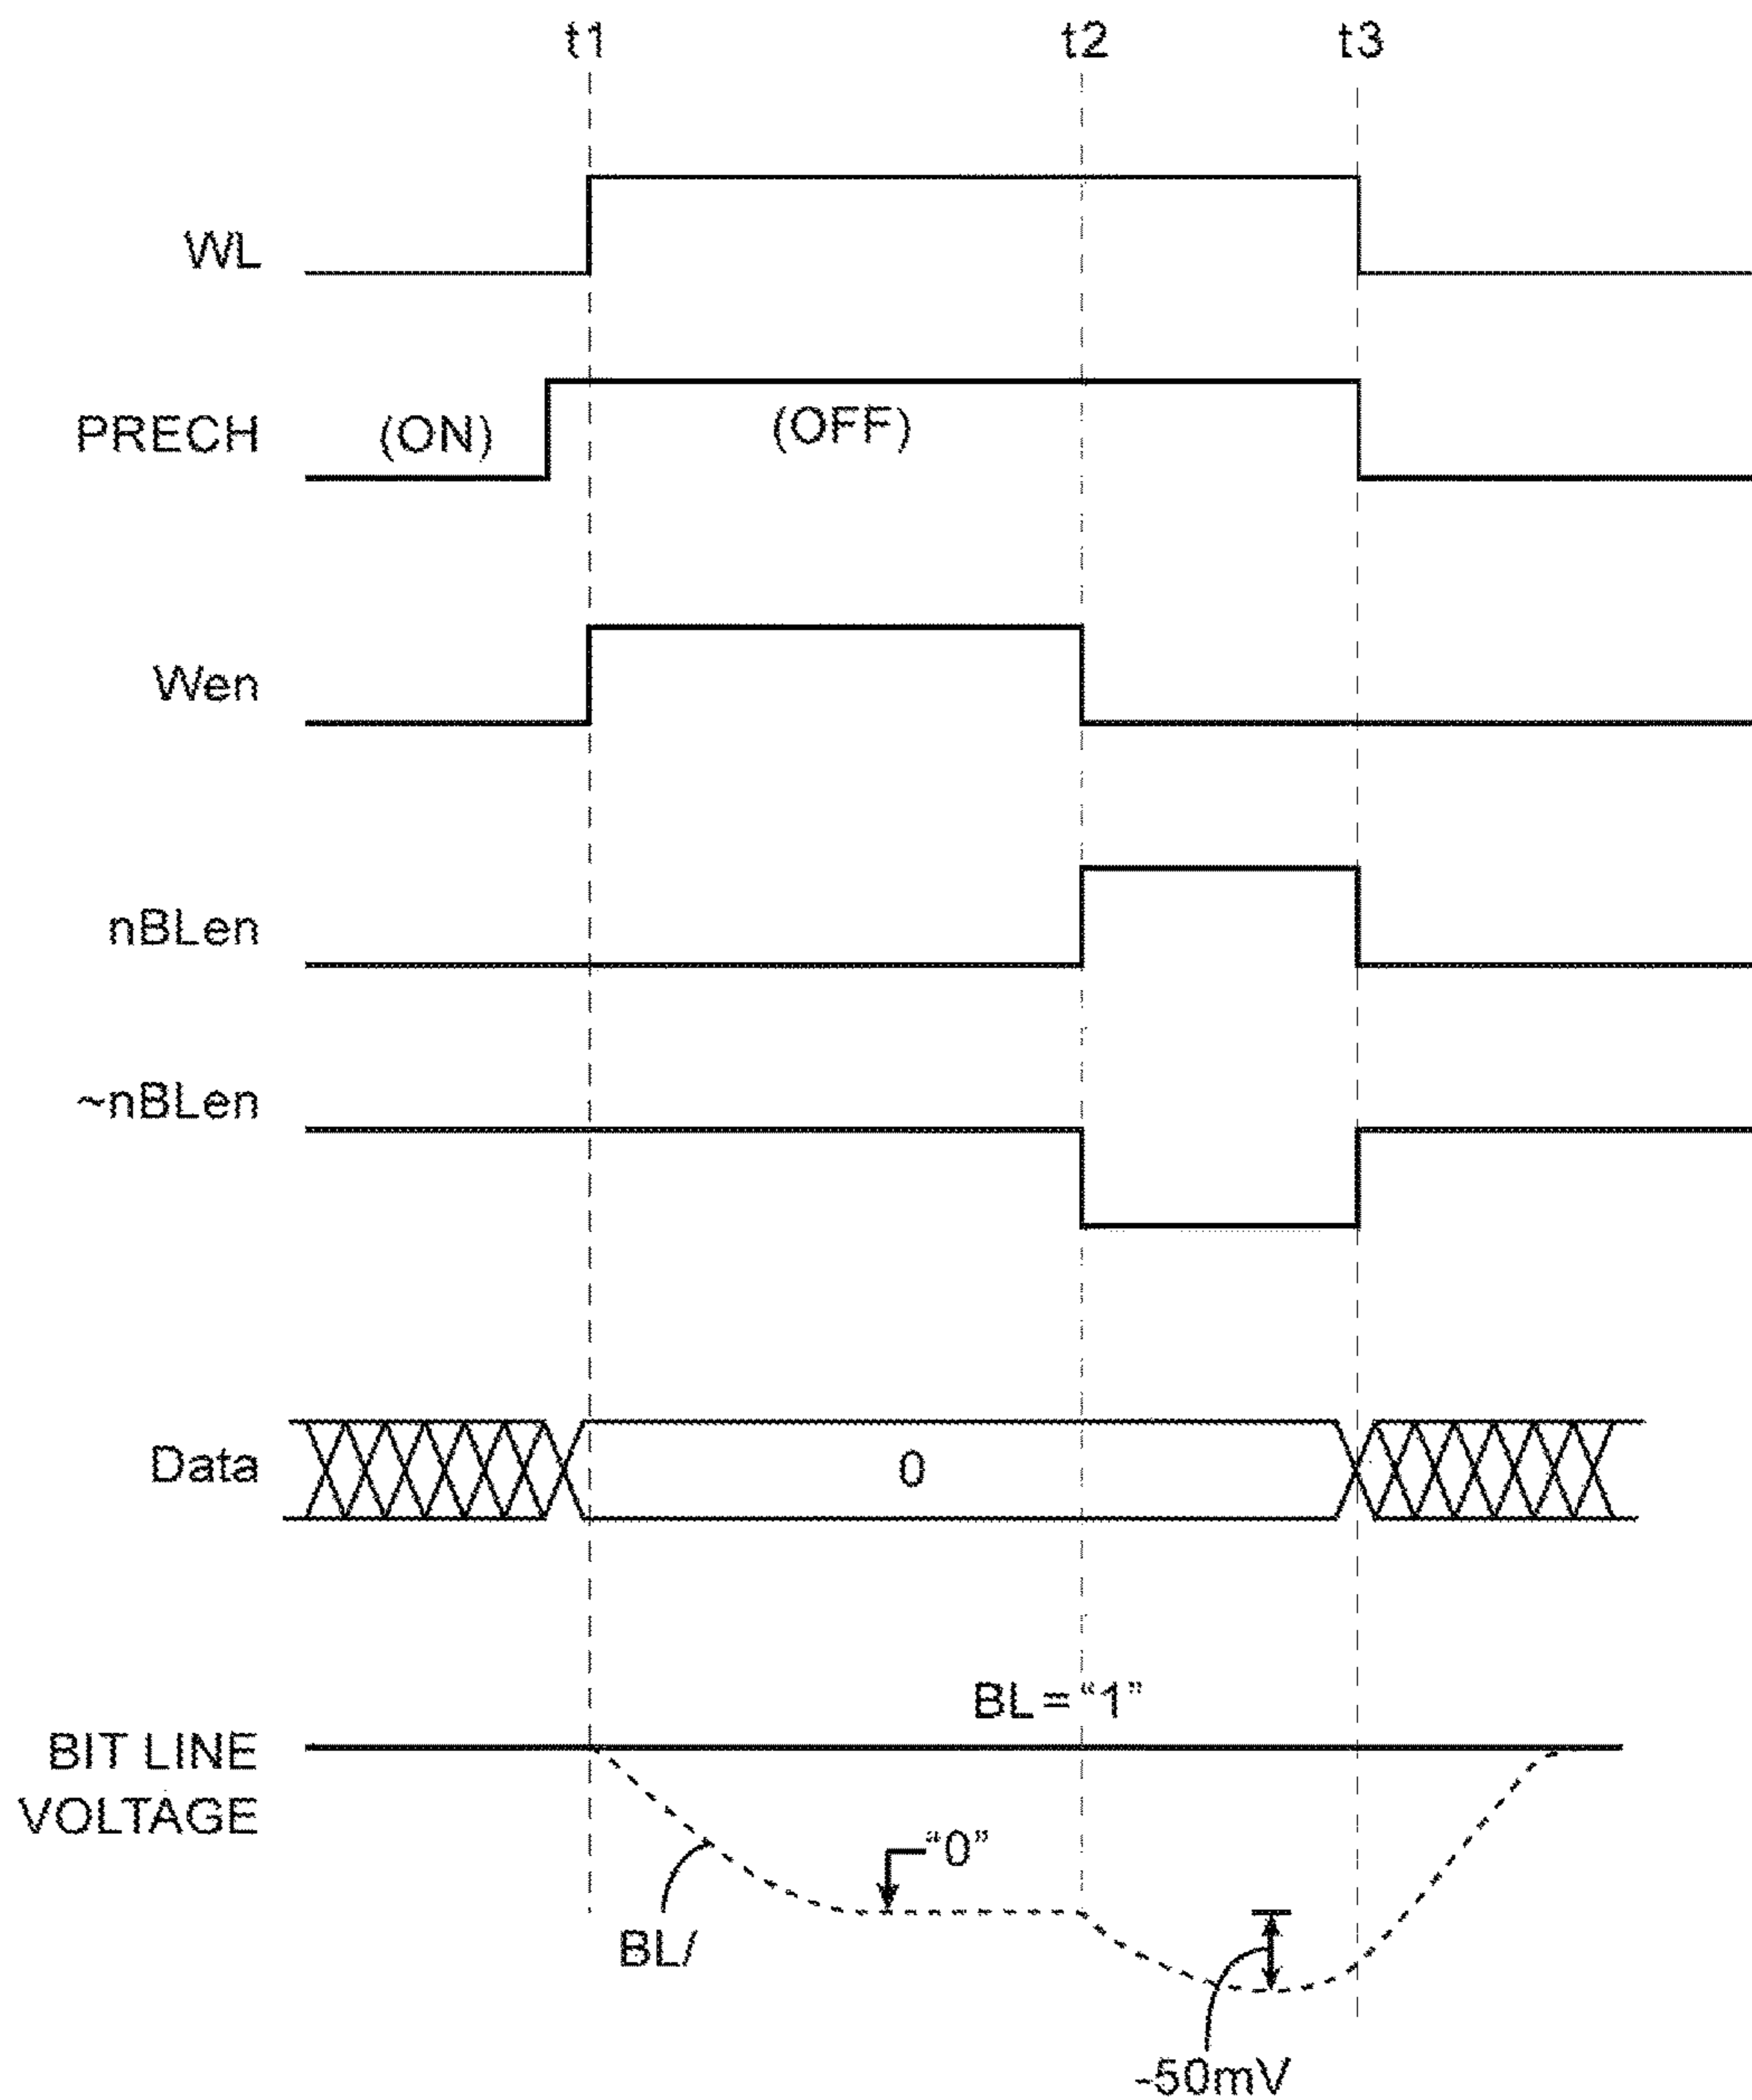 t1 t2 t3
WL
PRECH (ON) (OFF)
Wen
nBLen
~nBLen
Data 0
BL = “1”
BIT LINE
VOLTAGE
“0”
BL/
-50mV